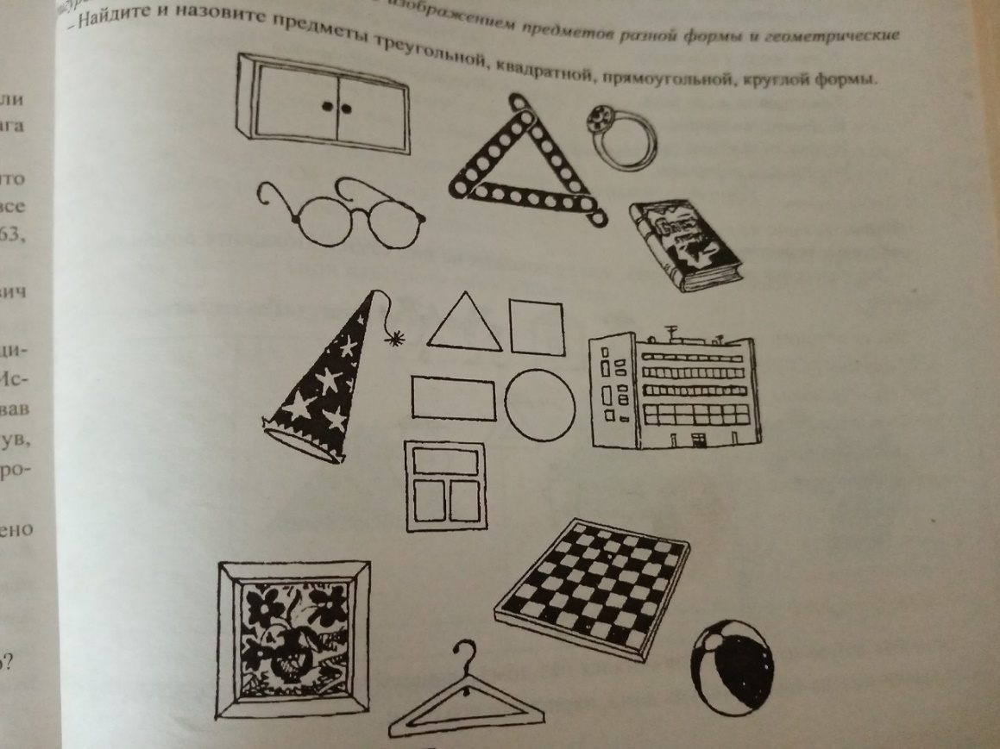 изображением предметов разной формы и геометрические
– Найдите и назовите предметы треугольной, квадратной, прямоугольной, круглой формы.
ли
ага
что
все
63,
вич
ци-
Ис-
вав
ув,
ро-
ено
о?